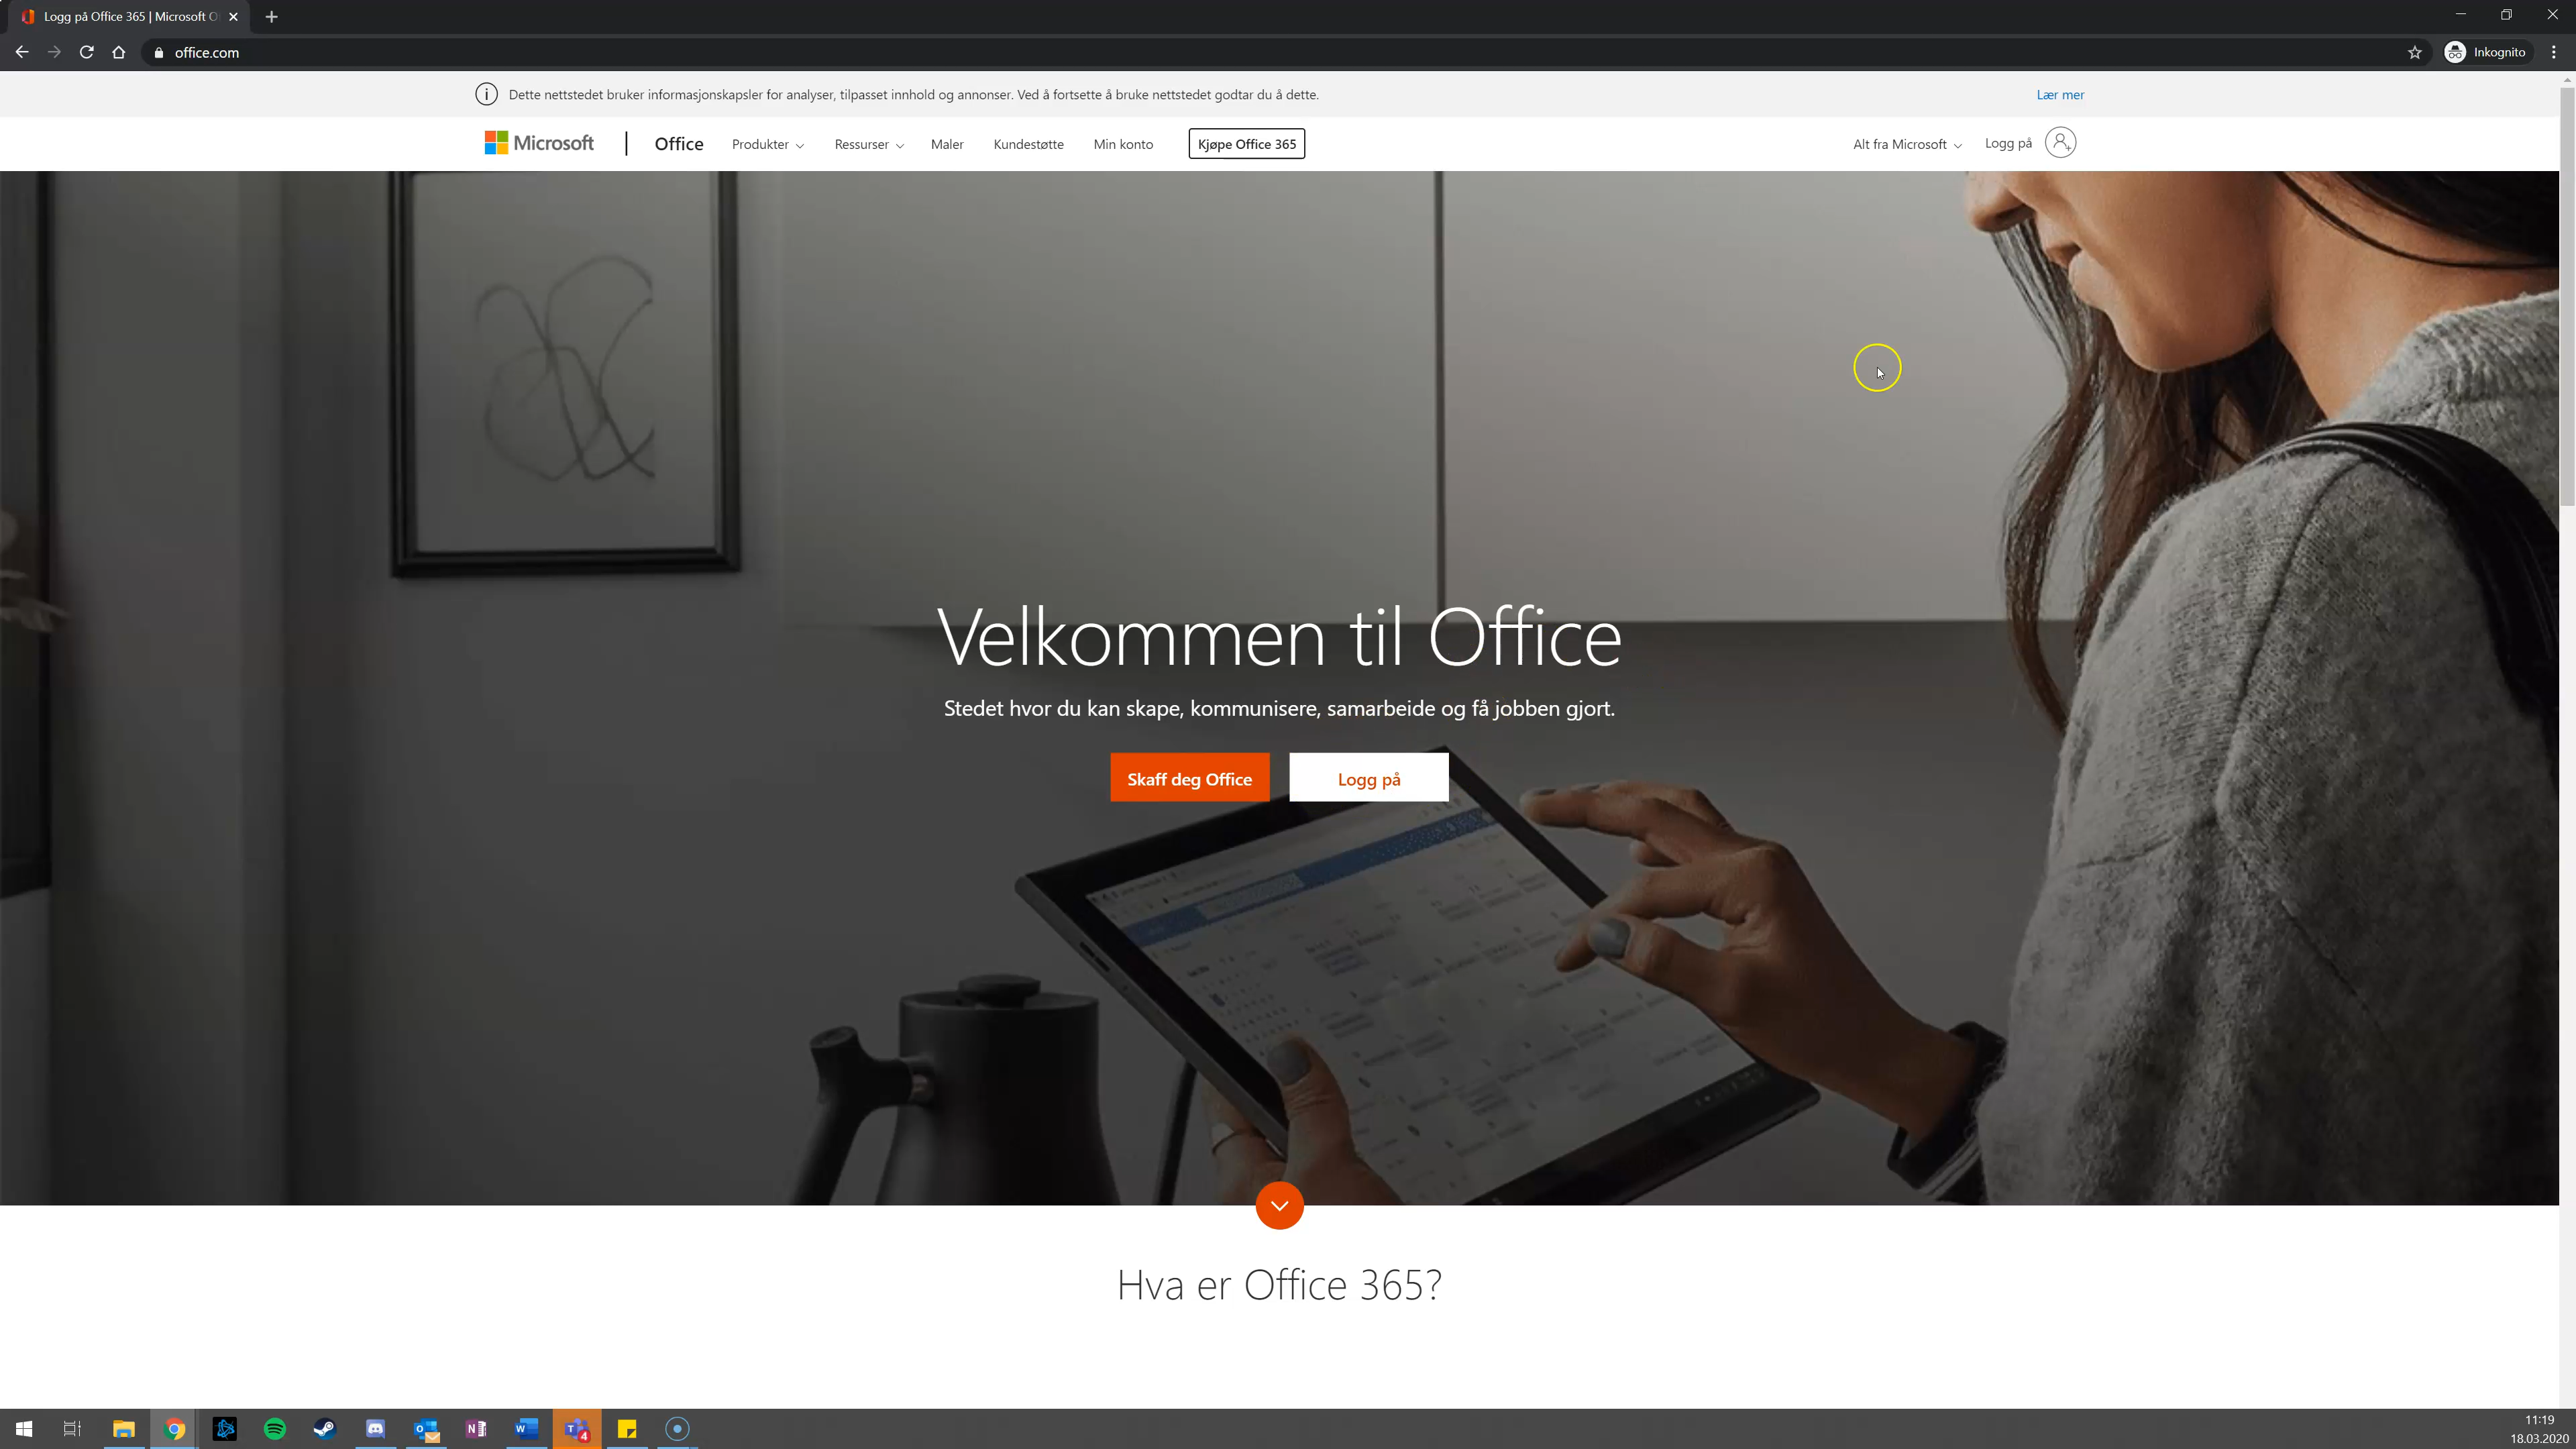 Logg på Office 365 | Microsoft O
office.com
Inkognito
Dette nettstedet bruker informasjonskapsler for analyser, tilpasset innhold og annonser. Ved å fortsette å bruke nettstedet godtar du å dette.
Lær mer
Microsoft
Office
Produkter
Ressurser
Maler
Kundestøtte
Min konto
Kjøpe Office 365
Alt fra Microsoft
Logg på
Velkommen til Office
Stedet hvor du kan skape, kommunisere, samarbeide og få jobben gjort.
Skaff deg Office
Logg på
Hva er Office 365?
11:19
18.03.2020